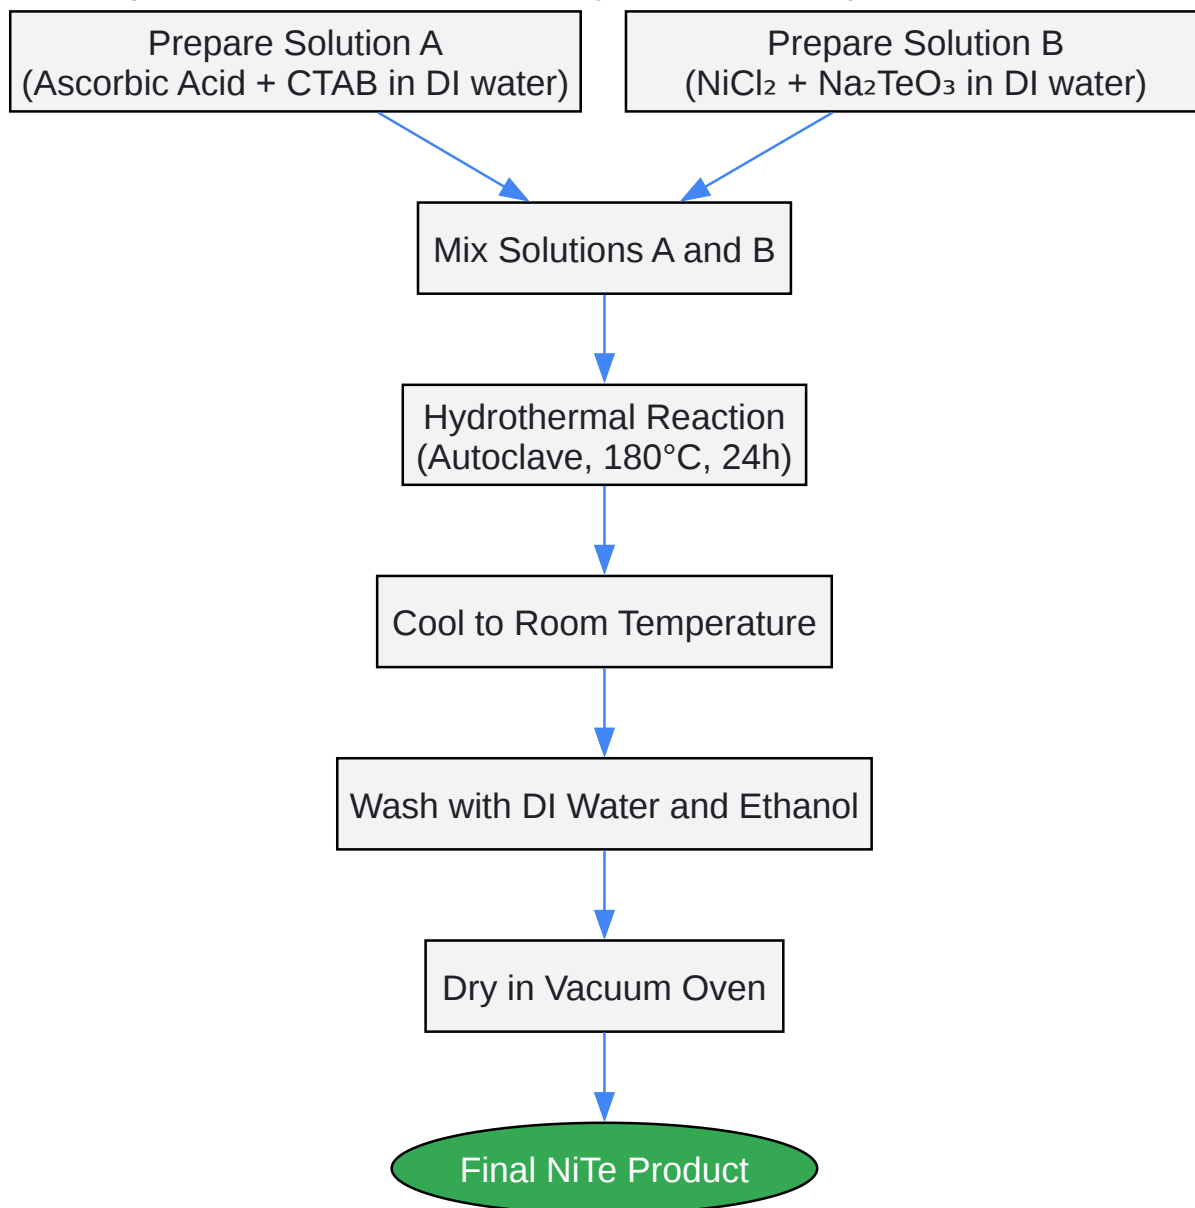 Prepare Solution A
(Ascorbic Acid + CTAB in DI water)
Prepare Solution B
(NiCl₂ + Na₂TeO₃ in DI water)
Mix Solutions A and B
Hydrothermal Reaction
(Autoclave, 180°C, 24h)
Cool to Room Temperature
Wash with DI Water and Ethanol
Dry in Vacuum Oven
Final NiTe Product